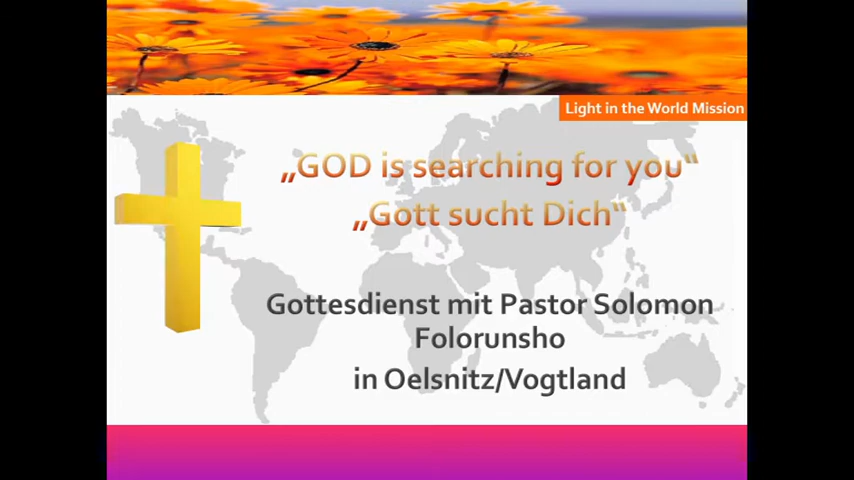 Light in the World Mission
„GOD is searching for you“
„Gott sucht Dich“
Gottesdienst mit Pastor Solomon
Folorunsho
in Oelsnitz/Vogtland